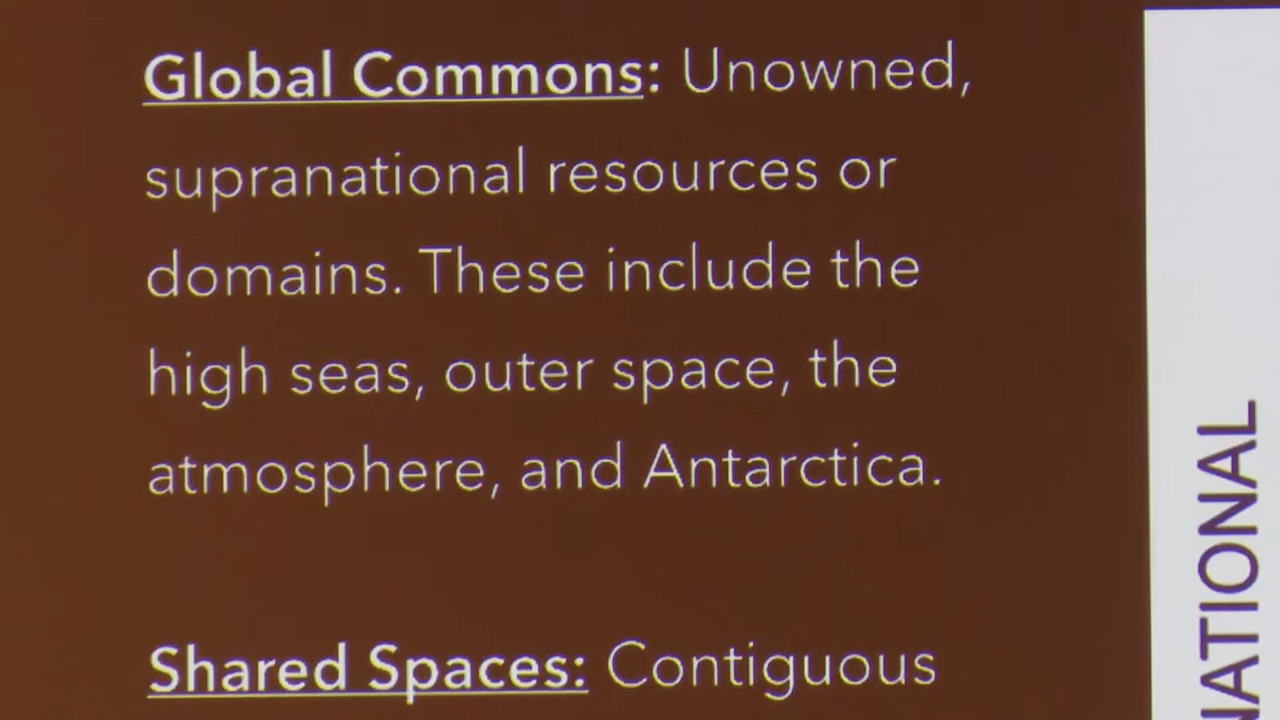 Global Commons: Unowned,
supranational resources or
domains. These include the
high seas, outer space, the
atmosphere, and Antarctica.
Shared Spaces: Contiguous
NATIONAL